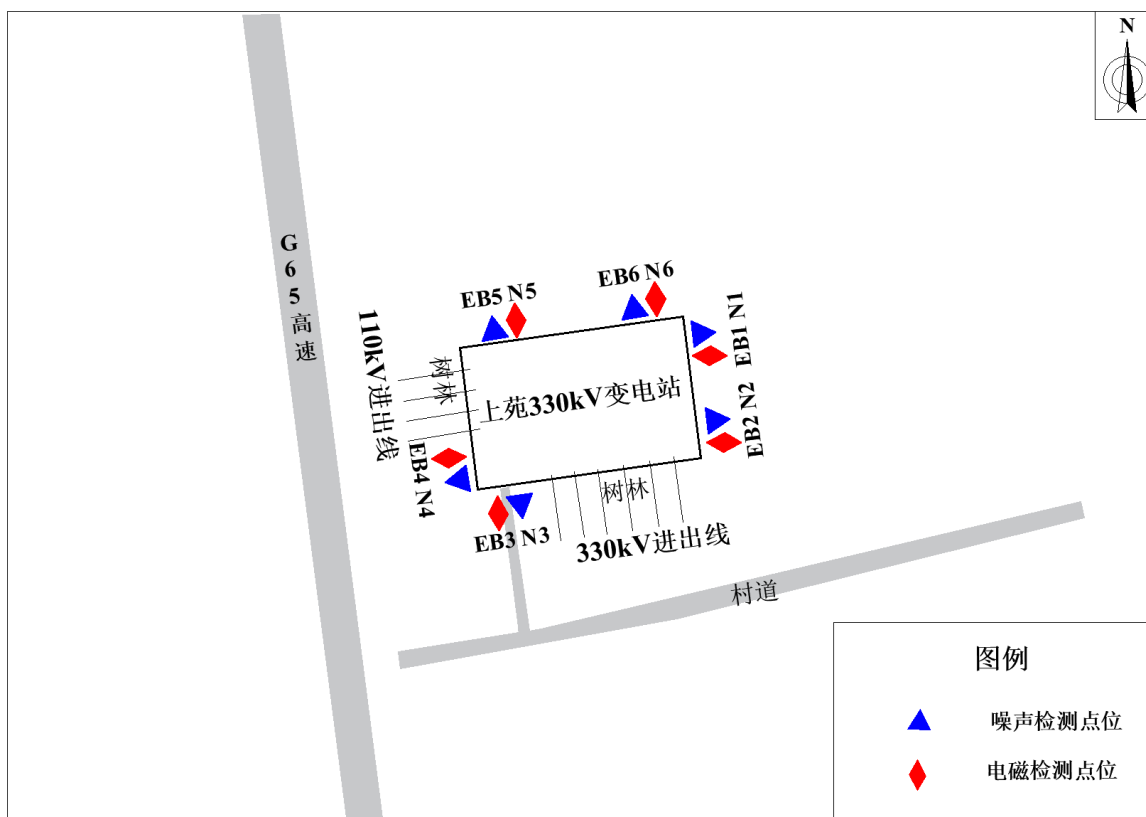 N
G65高速
EB5 N5
EB6 N6
EB1 N1
110kV进出线
树林
上苑330kV变电站
EB2 N2
EB4 N4
树林
EB3 N3
330kV进出线
村道
图例
噪声检测点位
电磁检测点位